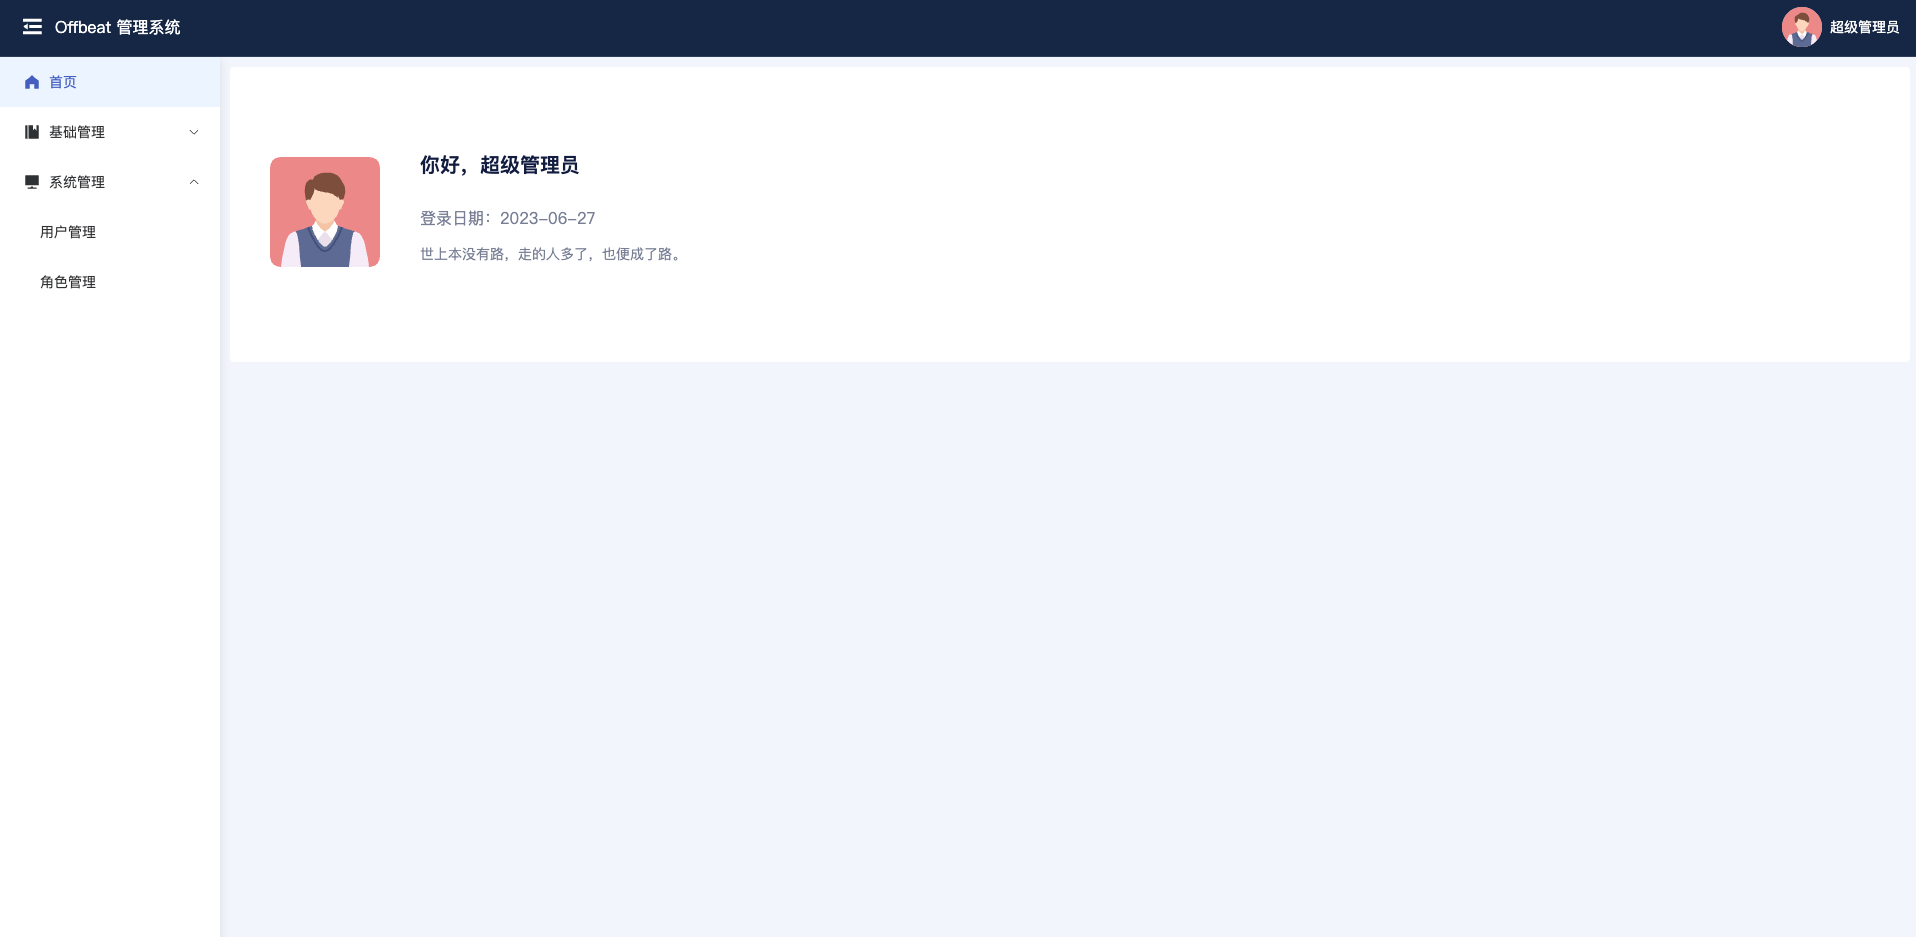 Offbeat 管理系统
超级管理员
首页
基础管理
系统管理
用户管理
角色管理
你好，超级管理员
登录日期：2023-06-27
世上本没有路，走的人多了，也便成了路。